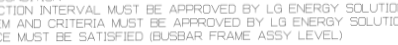 CTION INTERVAL MUST BE APPROVED BY LG ENERGY SOLUTIO
EM AND CRITERIA MUST BE APPROVED BY LG ENERGY SOLUTIO
CE MUST BE SATISFIED (BUSBAR FRAME ASSY LEVEL)